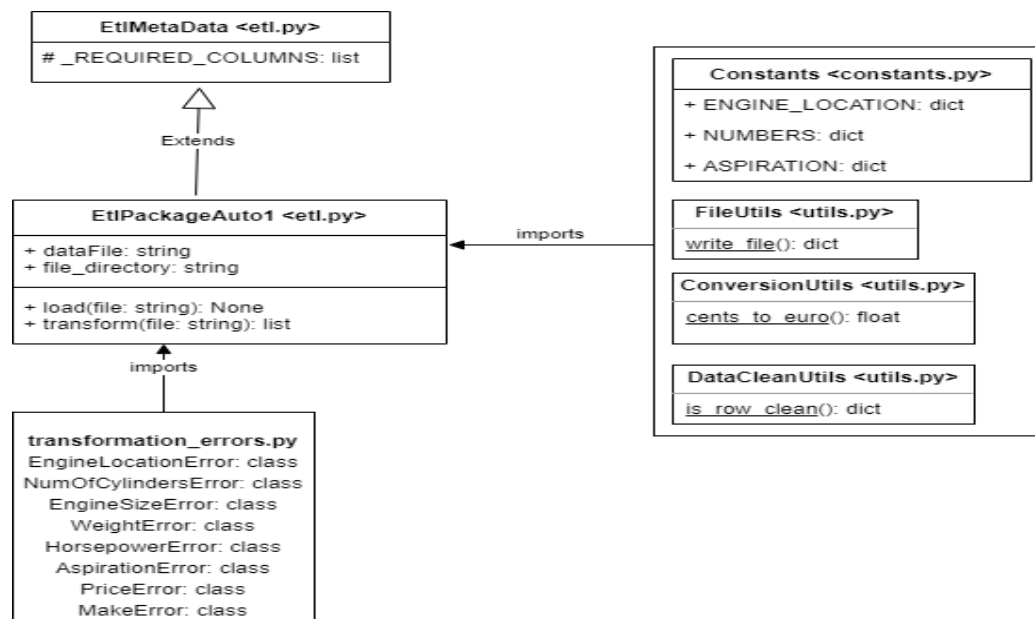 EtlMetaData <etl.py>
# _REQUIRED_COLUMNS: list
Extends
EtlPackageAuto1 <etl.py>
+ dataFile: string
+ file_directory: string
+ load(file: string): None
+ transform(file: string): list
imports
transformation_errors.py
EngineLocationError: class
NumOfCylindersError: class
EngineSizeError: class
WeightError: class
HorsepowerError: class
AspirationError: class
PriceError: class
MakeError: class
imports
Constants <constants.py>
+ ENGINE_LOCATION: dict
+ NUMBERS: dict
+ ASPIRATION: dict
FileUtils <utils.py>
write_file(): dict
ConversionUtils <utils.py>
cents_to_euro(): float
DataCleanUtils <utils.py>
is_row_clean(): dict